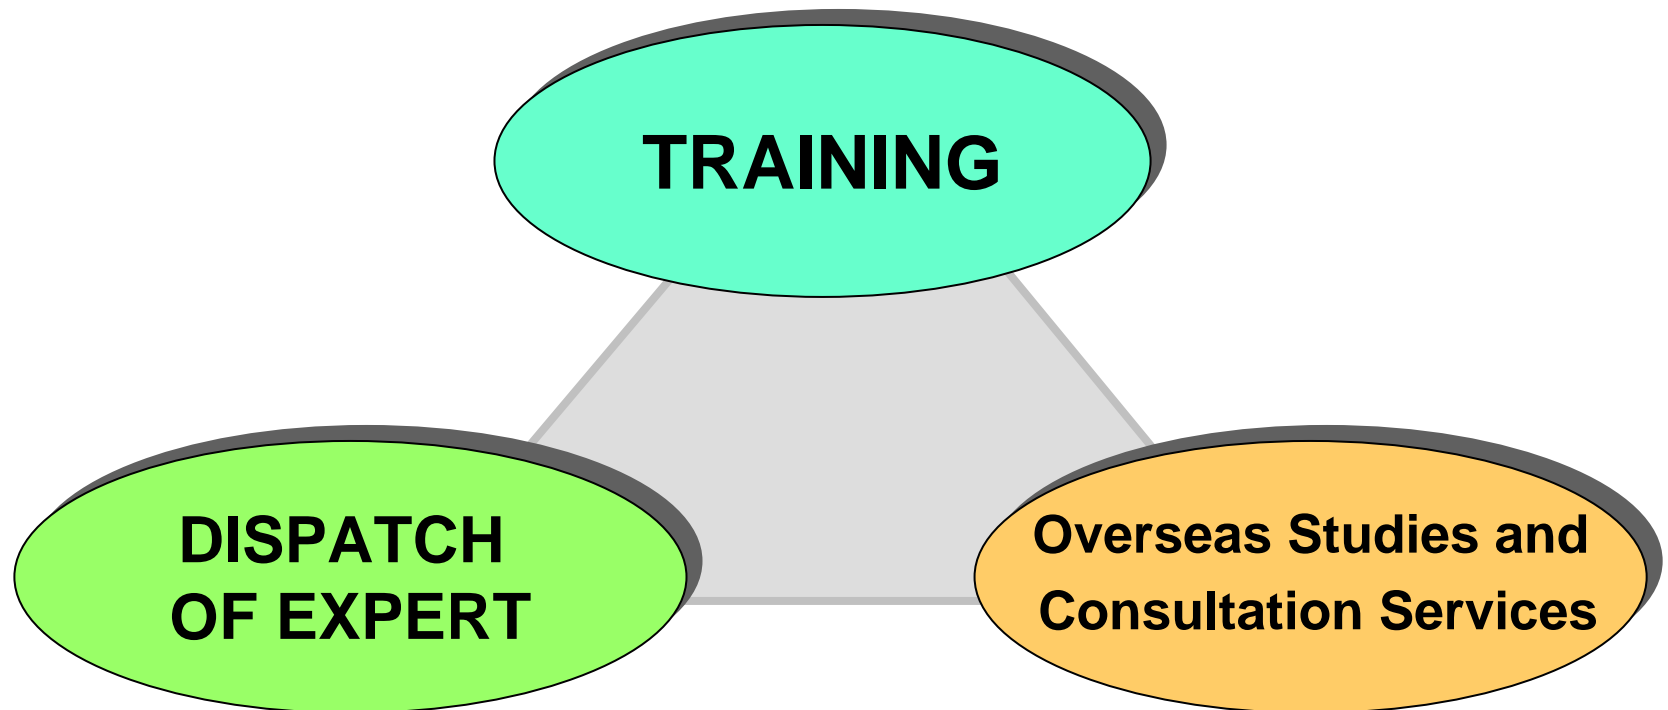 TRAINING
DISPATCH
OF EXPERT
Overseas Studies and
Consultation Services